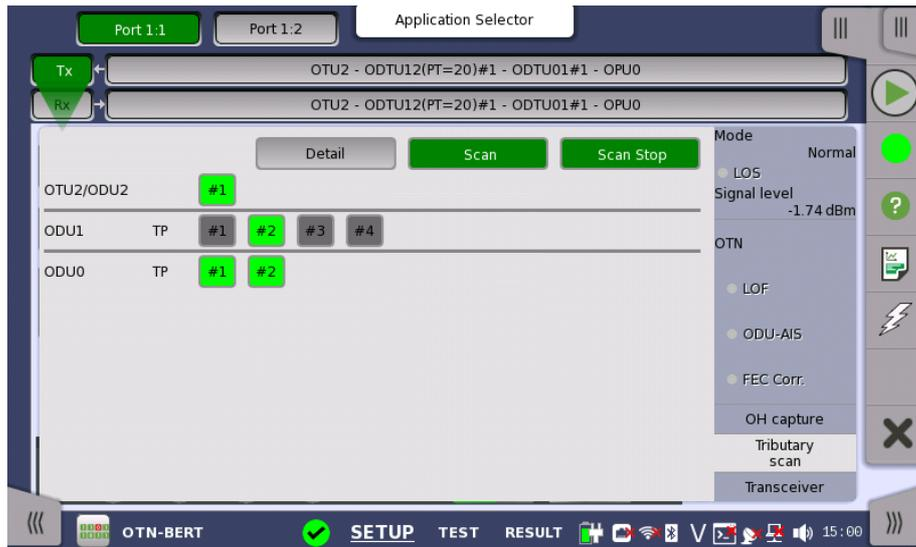 Application Selector
Port 1:1
Port 1:2
Tx
OTU2 - ODTU12(PT=20)#1 - ODTU01#1 - OPU0
Rx
OTU2 - ODTU12(PT=20)#1 - ODTU01#1 - OPU0
Detail
Scan
Scan Stop
OTU2/ODU2 #1
ODU1 TP #1 #2 #3 #4
ODU0 TP #1 #2
Mode
Normal
LOS
Signal level
-1.74 dBm
OTN
LOF
ODU-AIS
FEC Corr.
OH capture
Tributary
scan
Transceiver
OTN-BERT
SETUP TEST RESULT
15:00